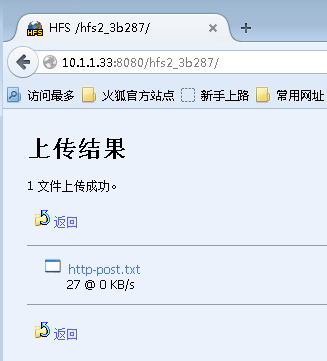 HFS /hfs2_3b287/
10.1.1.33:8080/hfs2_3b287/
访问最多 火狐官方站点 新手上路 常用网址
上传结果
1 文件上传成功。
返回
http-post.txt
27 @ 0 KB/s
返回